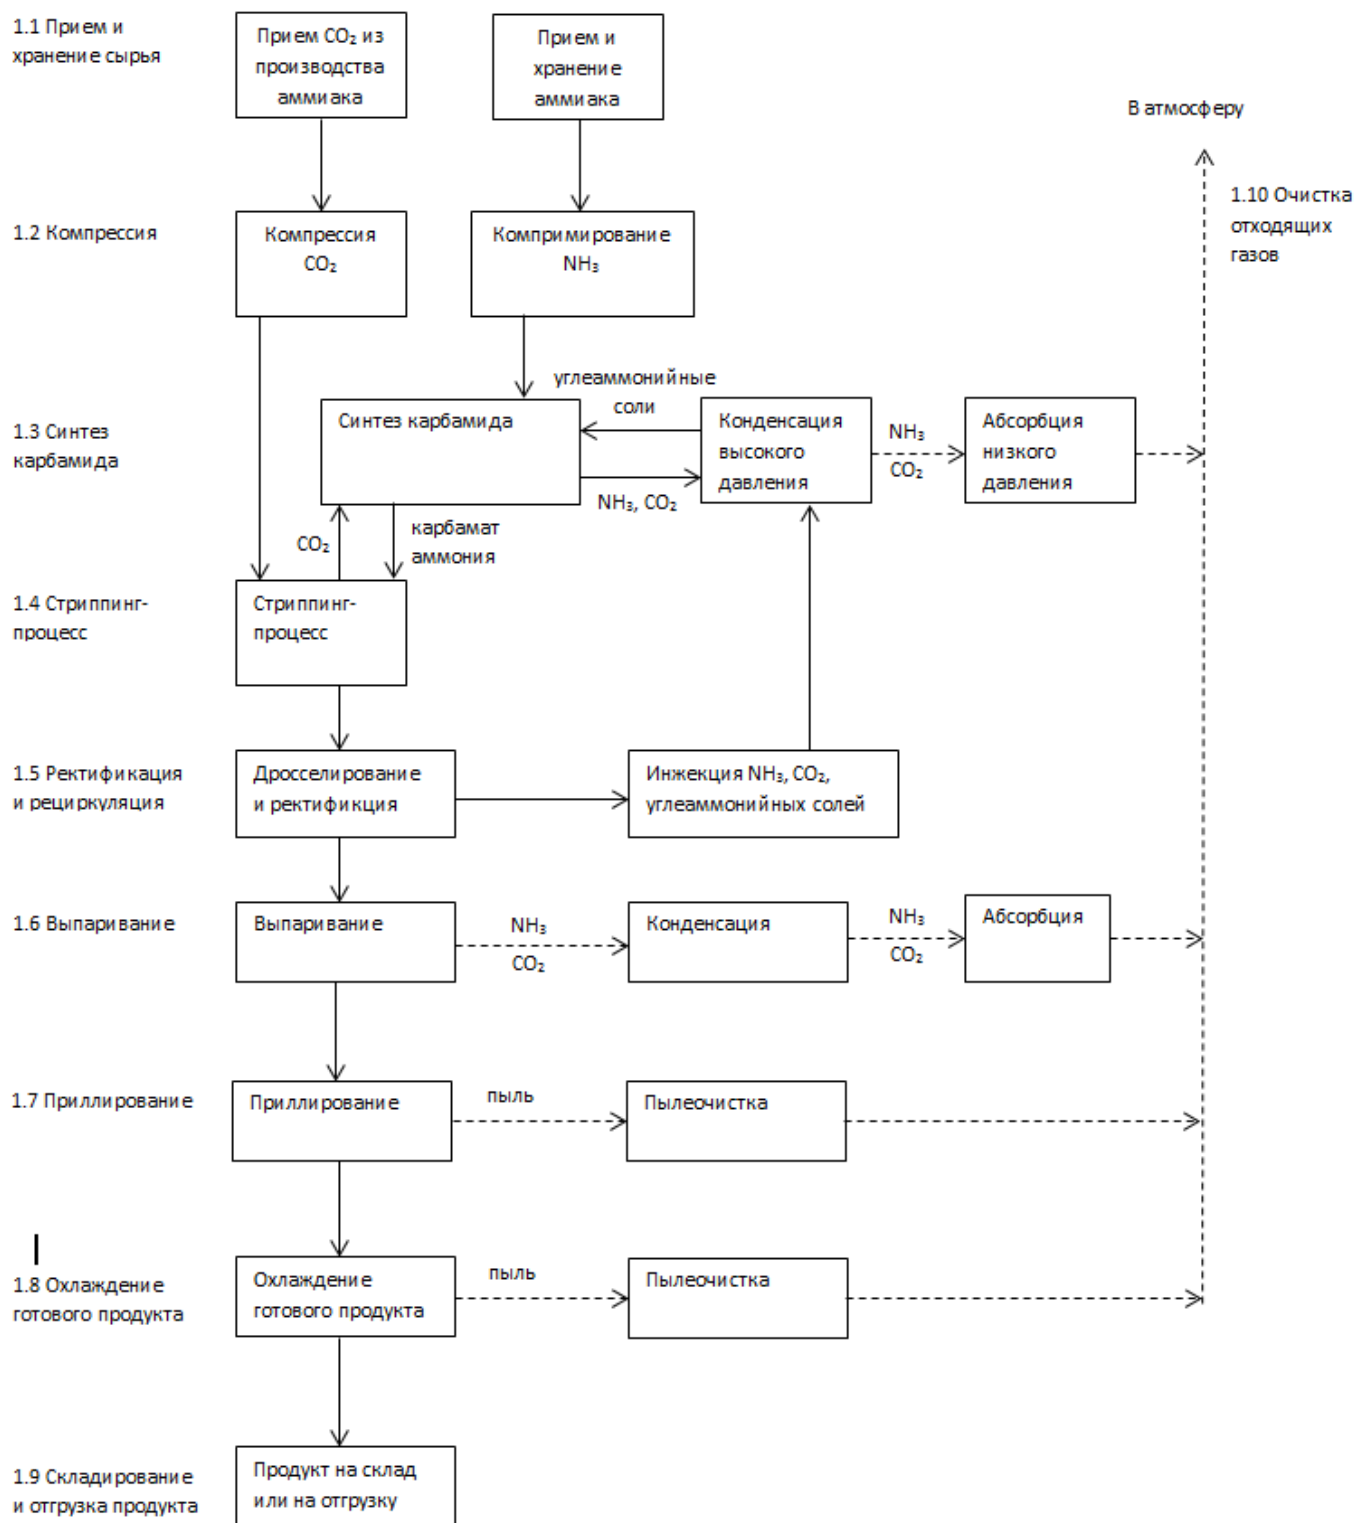 1.1 Прием и
хранение сырья
Прием CO₂ из
производства
аммиака
Прием и
хранение
аммиака
В атмосферу
1.10 Очистка
отходящих
газов
1.2 Компрессия
Компрессия
CO₂
Компримирование
NH₃
углеаммонийные
соли
1.3 Синтез
карбамида
Синтез карбамида
Конденсация
высокого
давления
NH₃
CO₂
Абсорбция
низкого
давления
NH₃, CO₂
CO₂
карбамат
аммония
1.4 Стриппинг-
процесс
Стриппинг-
процесс
1.5 Ректификация
и рециркуляция
Дросселирование
и ректификция
Инжекция NH₃, CO₂,
углеаммонийных солей
1.6 Выпаривание
Выпаривание
NH₃
CO₂
Конденсация
NH₃
CO₂
Абсорбция
1.7 Приллирование
Приллирование
пыль
Пылеочистка
1.8 Охлаждение
готового продукта
Охлаждение
готового продукта
пыль
Пылеочистка
1.9 Складирование
и отгрузка продукта
Продукт на склад
или на отгрузку